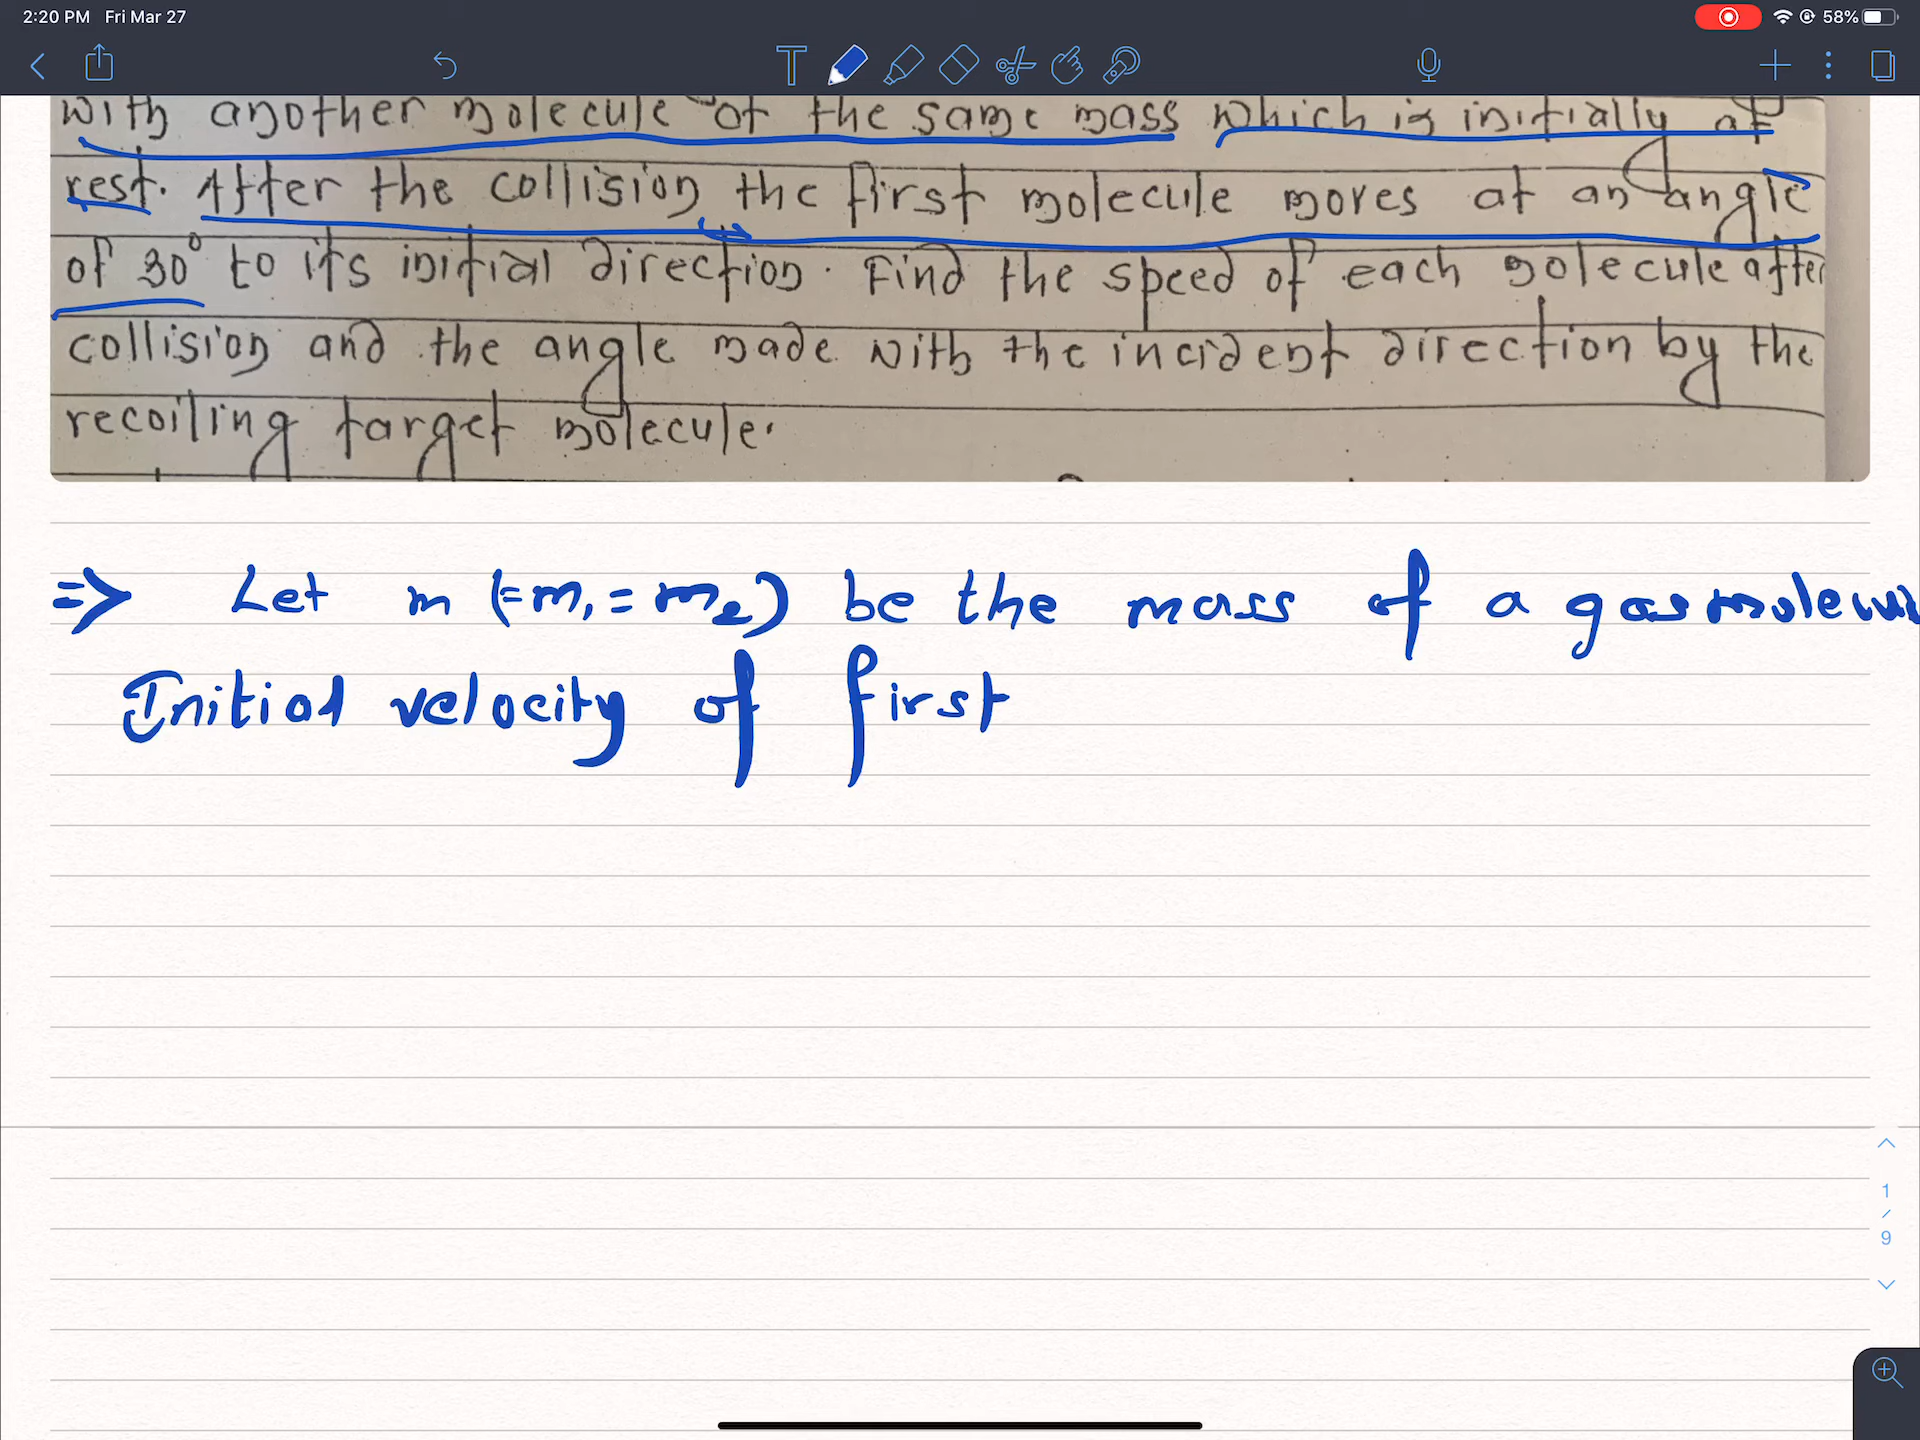 2:20 PM Fri Mar 27
58%
with another molecule of the same mass which is initially at
rest. After the collision the first molecule moves at an angle
of 30° to its initial direction. Find the speed of each molecule after
collision and the angle made with the incident direction by the
recoiling target molecule.
=> Let m (=m₁=m₂) be the mass of a gas molecule
Initial velocity of first
1
/
9